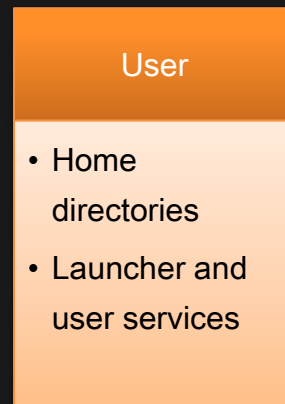 User
• Home
directories
• Launcher and
user services